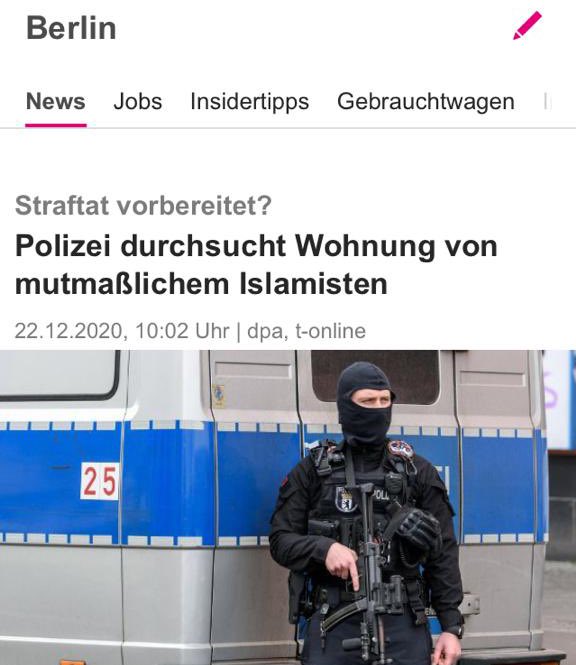 Berlin
News Jobs Insidertipps Gebrauchtwagen
Straftat vorbereitet?
Polizei durchsucht Wohnung von
mutmaßlichem Islamisten
22.12.2020, 10:02 Uhr | dpa, t-online
25